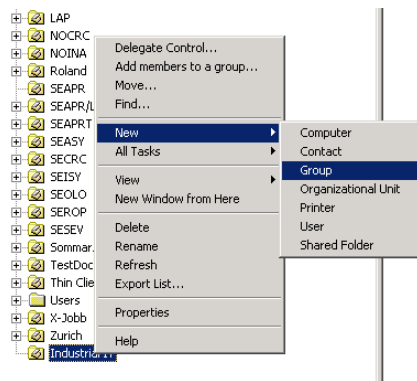 LAP
NOCRC
NOINA
Roland
SEAPR
SEAPR/L
SEAPRT
SEASY
SECRC
SEISY
SEOLO
SEROP
SESEV
Sommar.
TestDoc
Thin Clie
Users
X-Jobb
Zurich
Industrial IT
Delegate Control...
Add members to a group...
Move...
Find...
New
All Tasks
View
New Window from Here
Delete
Rename
Refresh
Export List...
Properties
Help
Computer
Contact
Group
Organizational Unit
Printer
User
Shared Folder